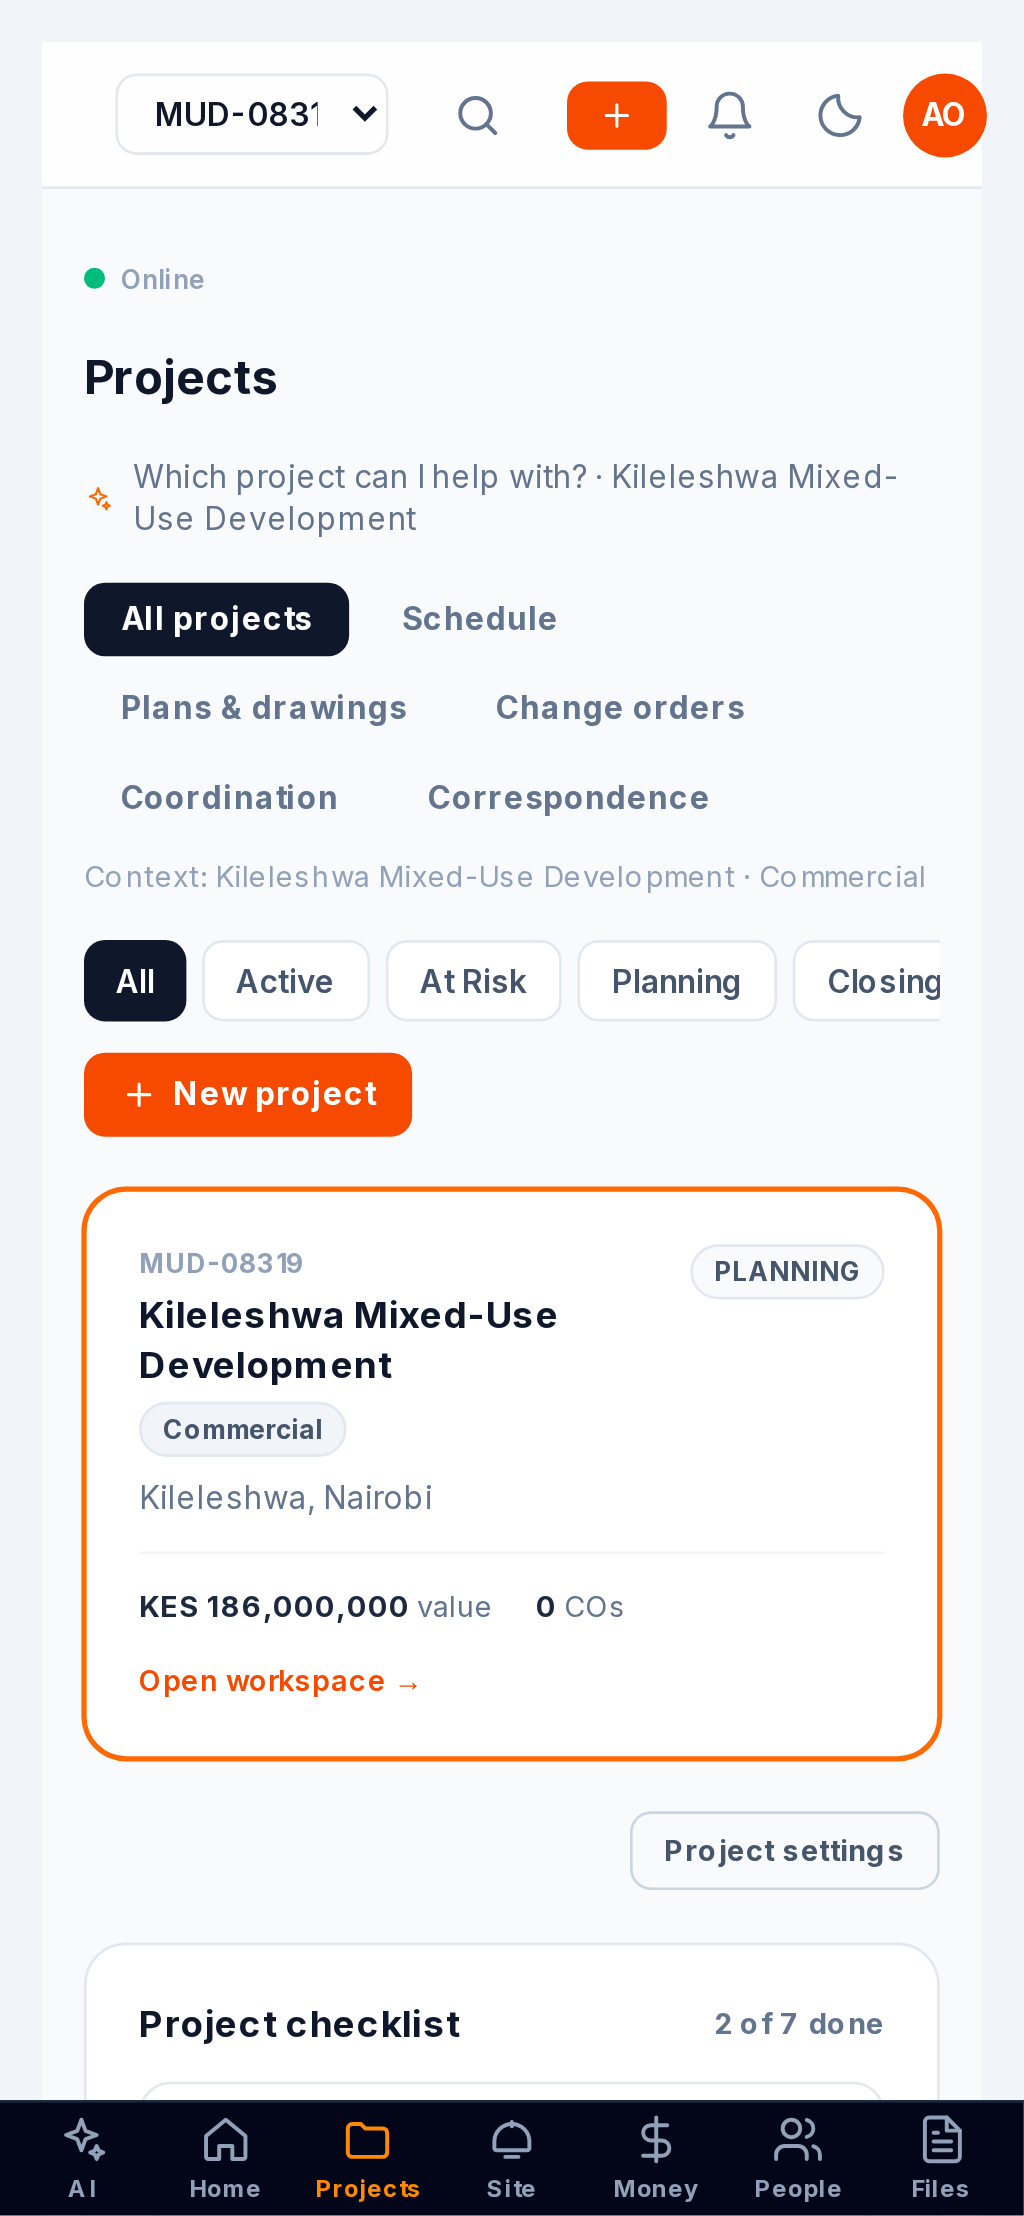 MUD-0831
AO
Online
Projects
Which project can I help with? · Kileleshwa Mixed-
Use Development
All projects
Schedule
Plans & drawings
Change orders
Coordination
Correspondence
Context: Kileleshwa Mixed-Use Development · Commercial
All
Active
At Risk
Planning
Closing
+ New project
MUD-08319
PLANNING
Kileleshwa Mixed-Use
Development
Commercial
Kileleshwa, Nairobi
KES 186,000,000 value 0 COs
Open workspace →
Project settings
Project checklist
2 of 7 done
AI
Home
Projects
Site
Money
People
Files